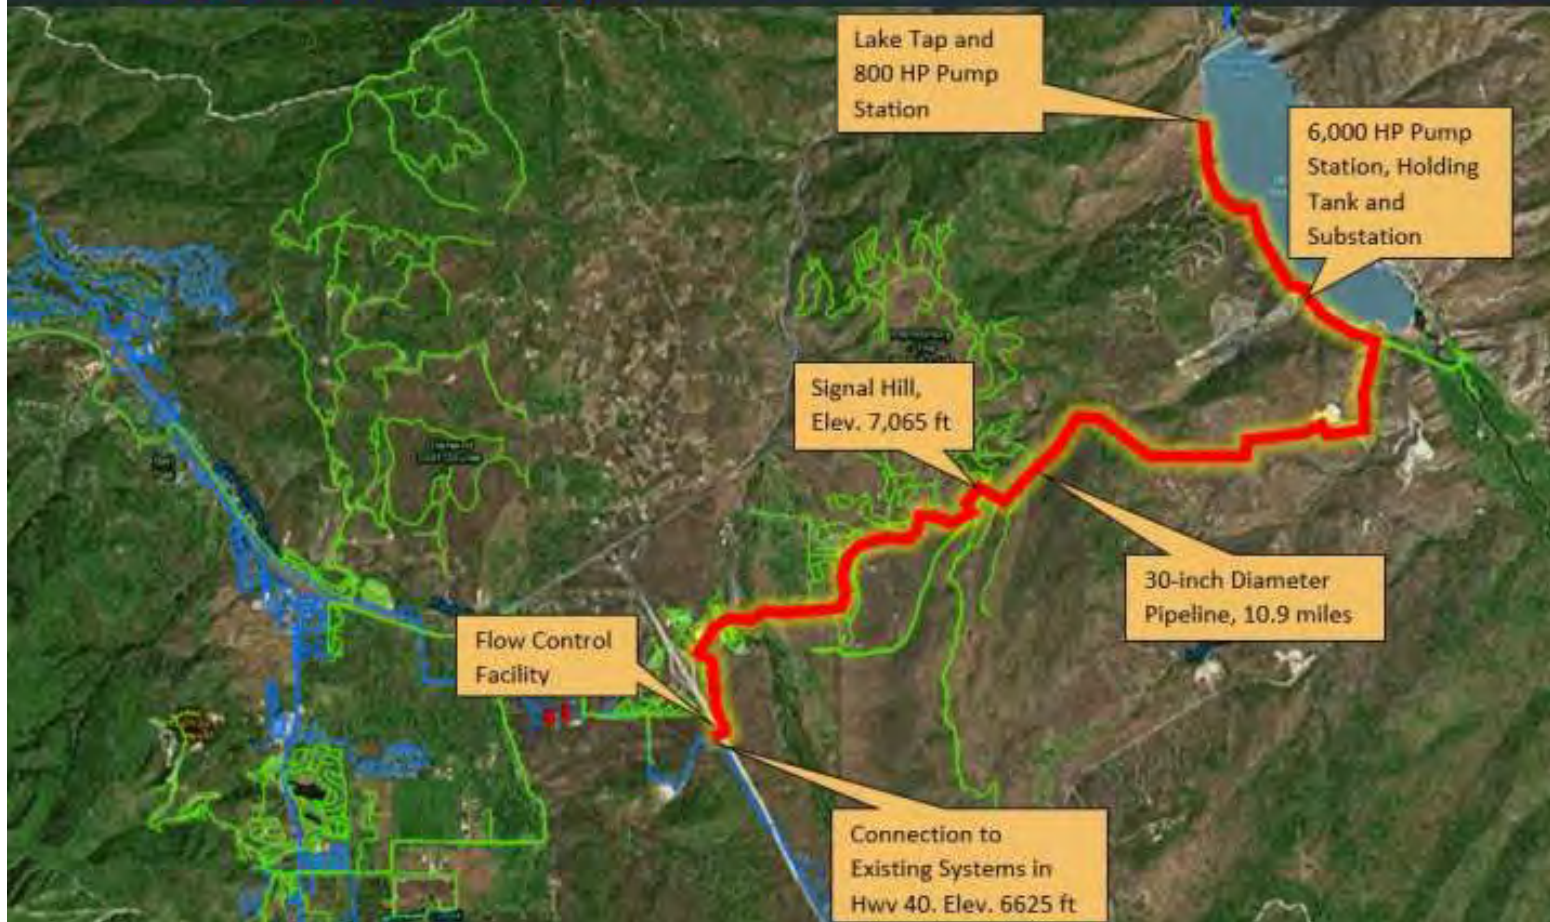 Lake Tap and
800 HP Pump
Station
6,000 HP Pump
Station, Holding
Tank and
Substation
Signal Hill,
Elev. 7,065 ft
30-inch Diameter
Pipeline, 10.9 miles
Flow Control
Facility
Connection to
Existing Systems in
Hwy 40. Elev. 6625 ft